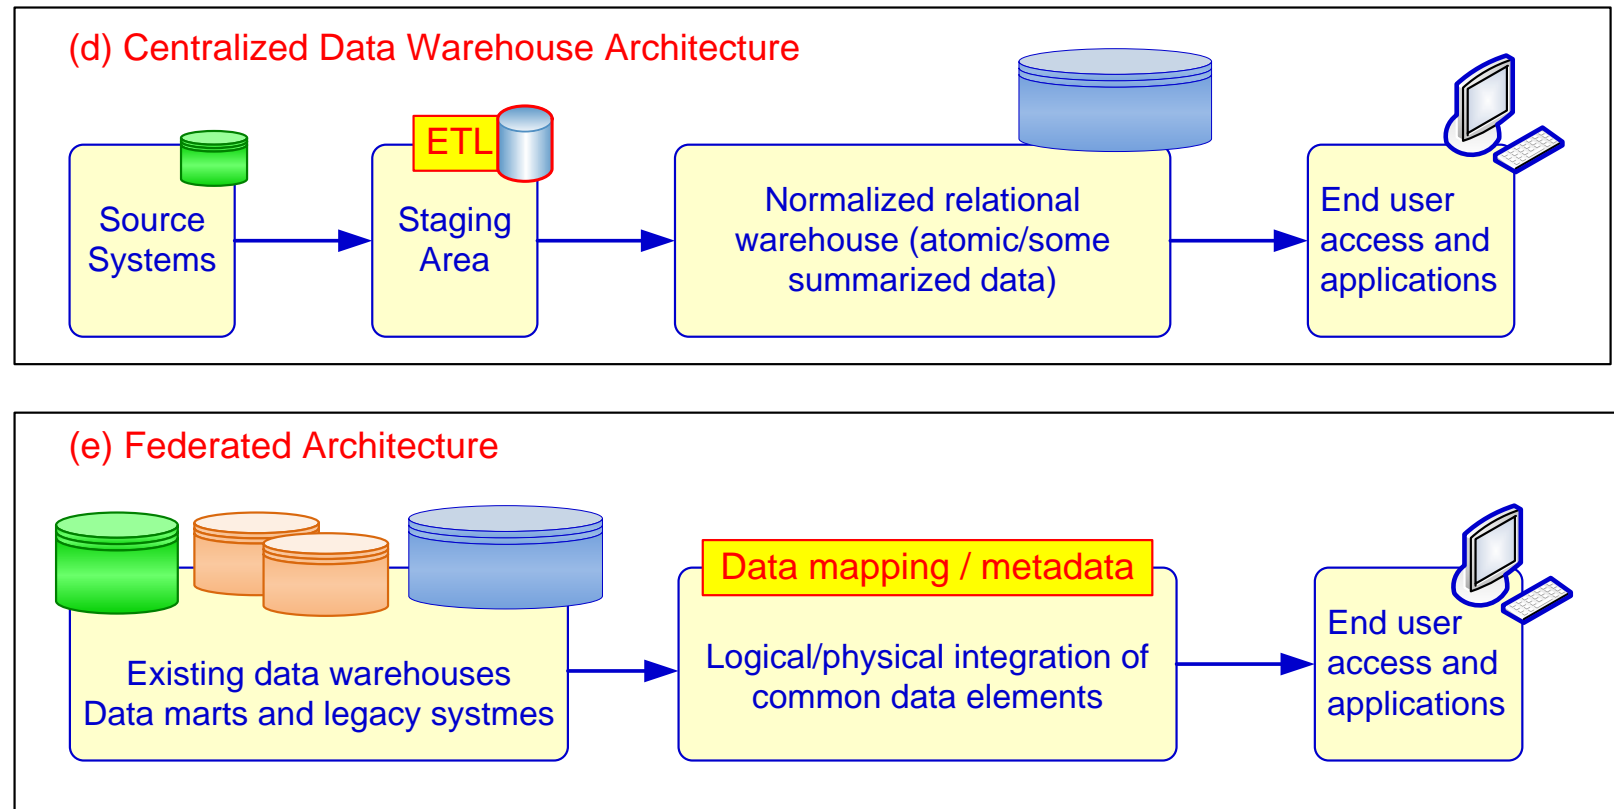 (d) Centralized Data Warehouse Architecture
ETL
Source
Systems
Staging
Area
Normalized relational
warehouse (atomic/some
summarized data)
End user
access and
applications
(e) Federated Architecture
Existing data warehouses
Data marts and legacy systmes
Data mapping / metadata
Logical/physical integration of
common data elements
End user
access and
applications